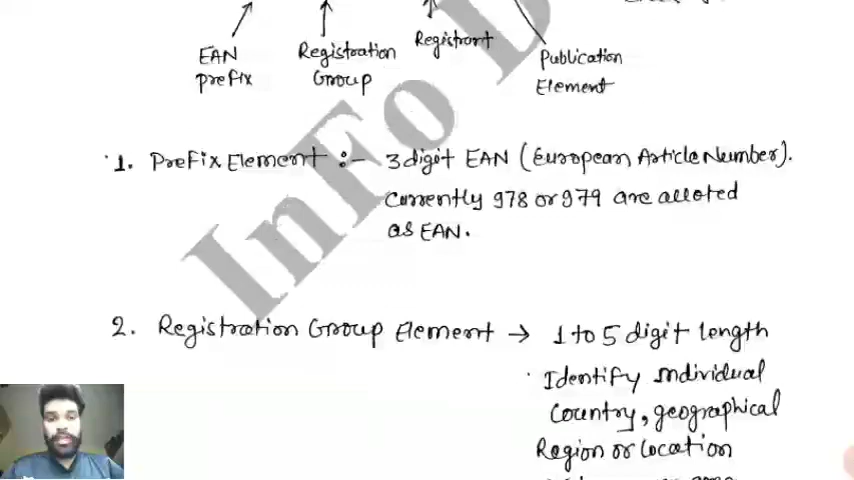 EAN Registration Registrant Publication
Prefix Group Element
1. Prefix Element :- 3 digit EAN (European Article Number).
Currently 978 or 979 are alloted
as EAN.
2. Registration Group Element → 1 to 5 digit length
Identify individual
Country, geographical
Region or location
InFo D